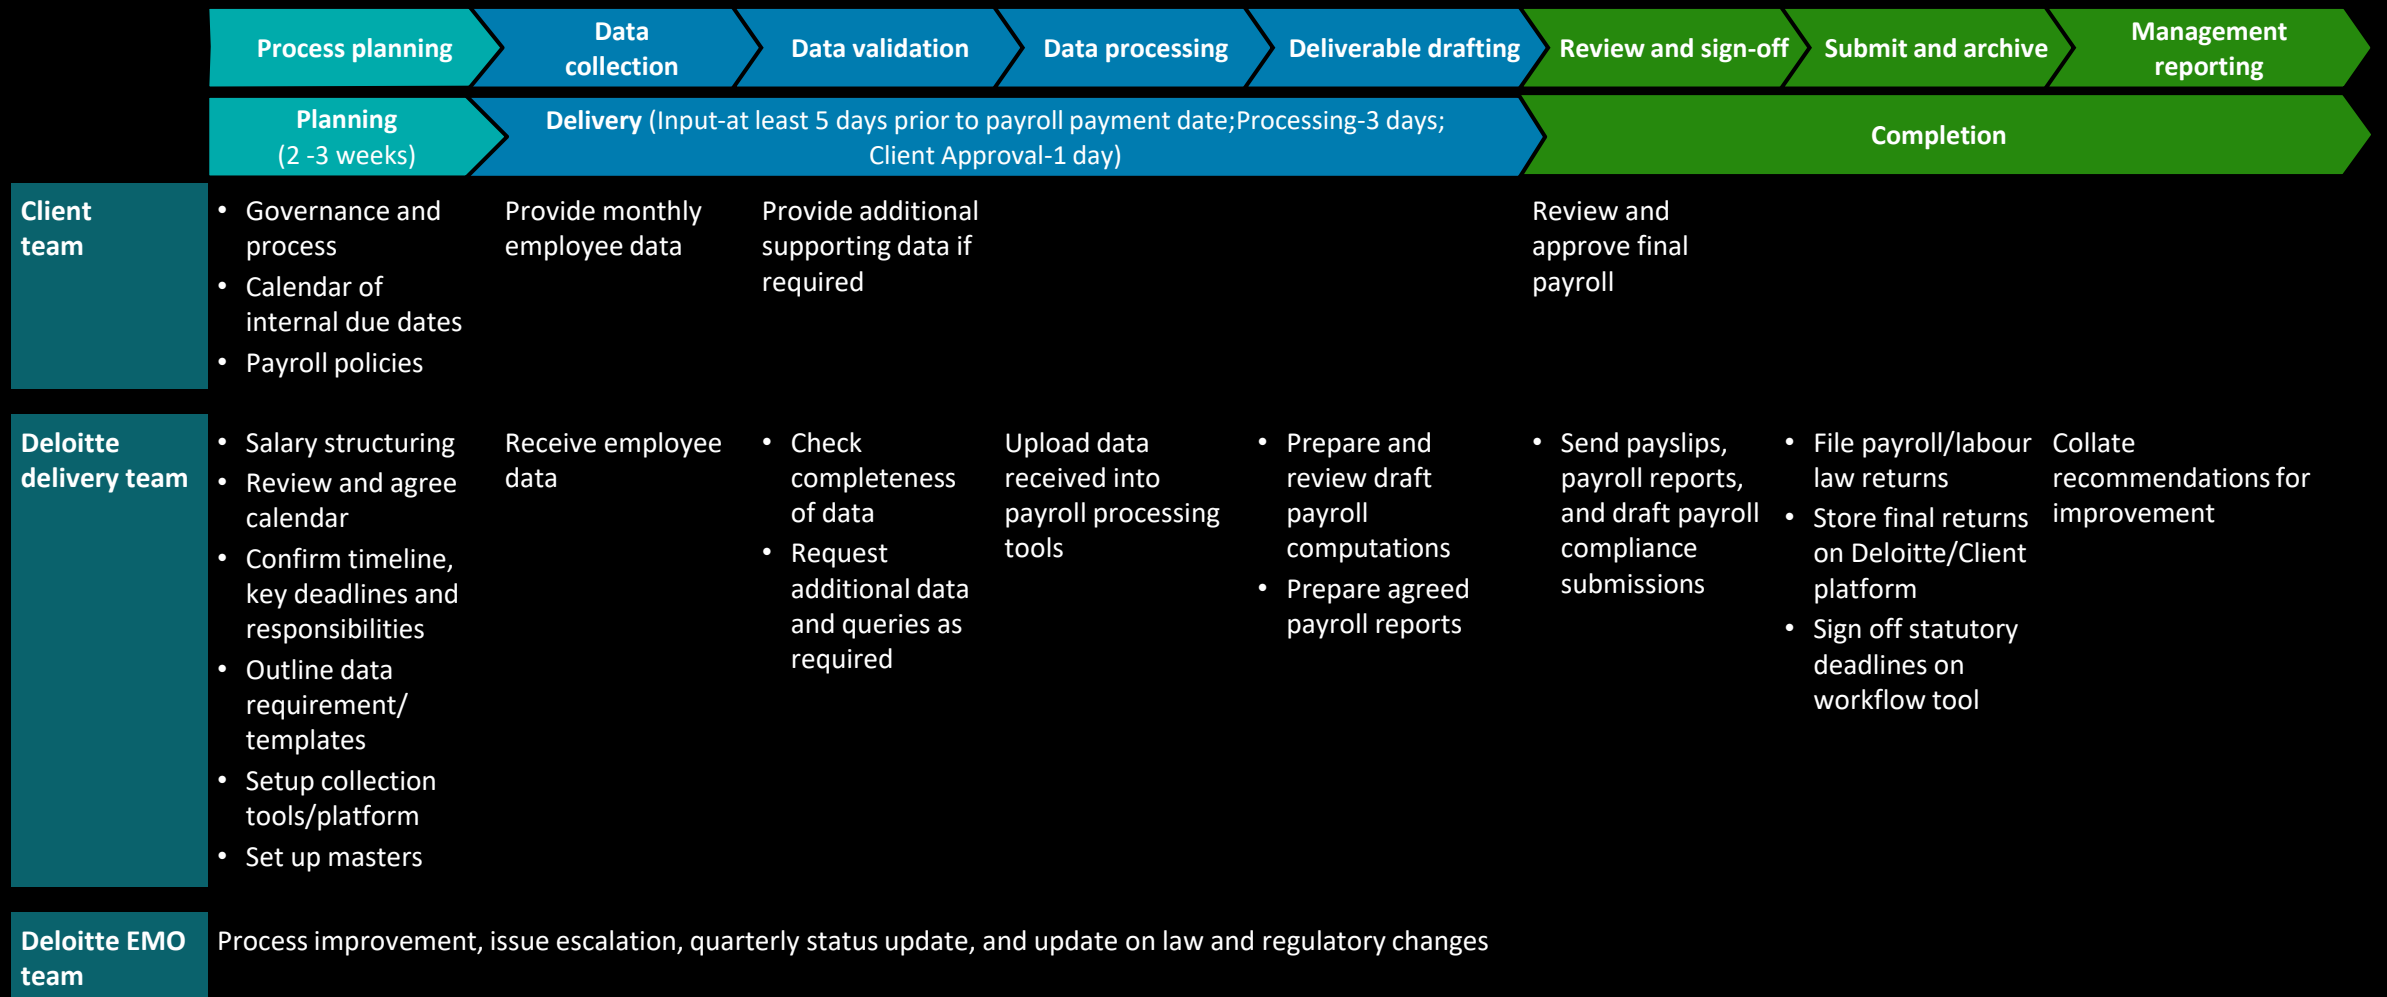 Process planning
Data
collection
Data validation
Data processing
Deliverable drafting
Review and sign-off
Submit and archive
Management
reporting
Planning
(2 -3 weeks)
Delivery (Input-at least 5 days prior to payroll payment date;Processing-3 days;
Client Approval-1 day)
Completion
Client
team
• Governance and
process
• Calendar of
internal due dates
• Payroll policies
Provide monthly
employee data
Provide additional
supporting data if
required
Review and
approve final
payroll
Deloitte
delivery team
• Salary structuring
• Review and agree
calendar
• Confirm timeline,
key deadlines and
responsibilities
• Outline data
requirement/
templates
• Setup collection
tools/platform
• Set up masters
Receive employee
data
• Check
completeness
of data
• Request
additional data
and queries as
required
Upload data
received into
payroll processing
tools
• Prepare and
review draft
payroll
computations
• Prepare agreed
payroll reports
• Send payslips,
payroll reports,
and draft payroll
compliance
submissions
• File payroll/labour
law returns
• Store final returns
on Deloitte/Client
platform
• Sign off statutory
deadlines on
workflow tool
Collate
recommendations for
improvement
Deloitte EMO
team
Process improvement, issue escalation, quarterly status update, and update on law and regulatory changes